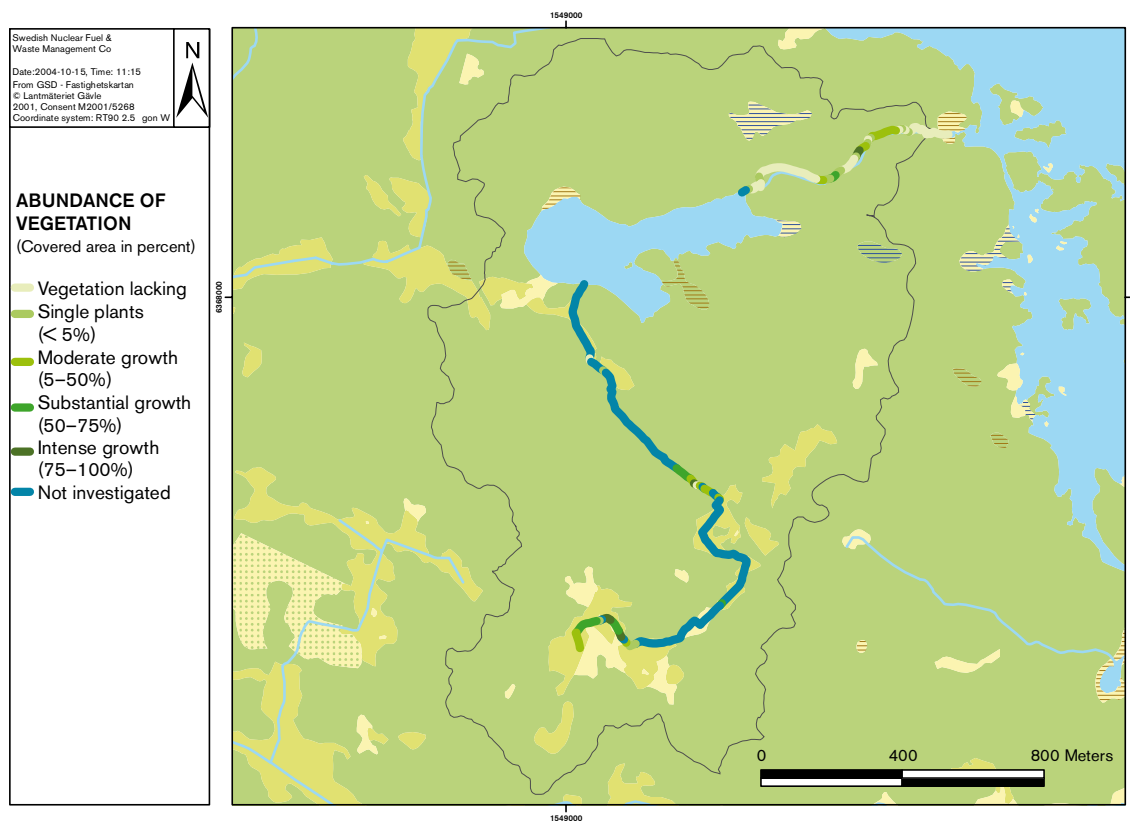 Swedish Nuclear Fuel &
Waste Management Co
Date:2004-10-15, Time: 11:15
From GSD - Fastighetskartan
© Lantmäteriet Gävle
2001, Consent M2001/5268
Coordinate system: RT90 2.5 gon W
N
ABUNDANCE OF
VEGETATION
(Covered area in percent)
Vegetation lacking
Single plants
(< 5%)
Moderate growth
(5–50%)
Substantial growth
(50–75%)
Intense growth
(75–100%)
Not investigated
1549000
6368000
0 400 800 Meters
1549000